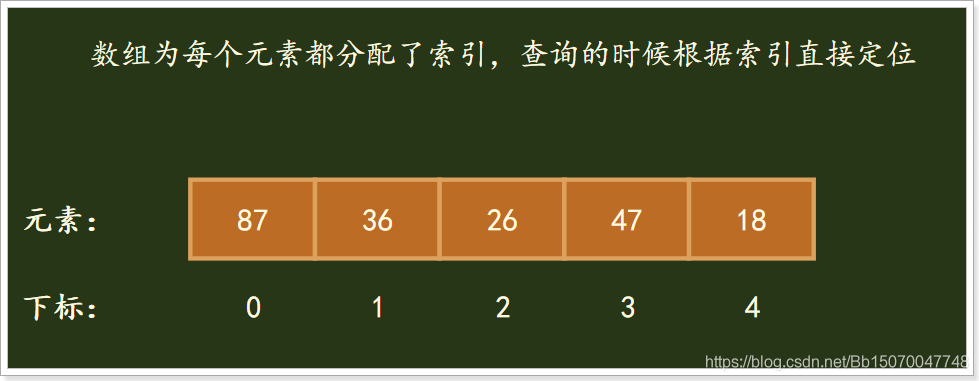 数组为每个元素都分配了索引，查询的时候根据索引直接定位
元素： 87 36 26 47 18
下标： 0 1 2 3 4
https://blog.csdn.net/Bb15070047748